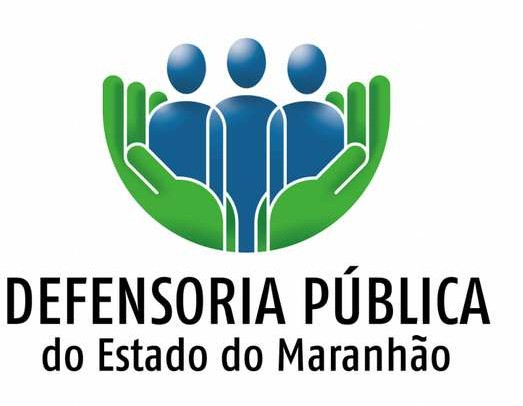 DEFENSORIA PÚBLICA
do Estado do Maranhão